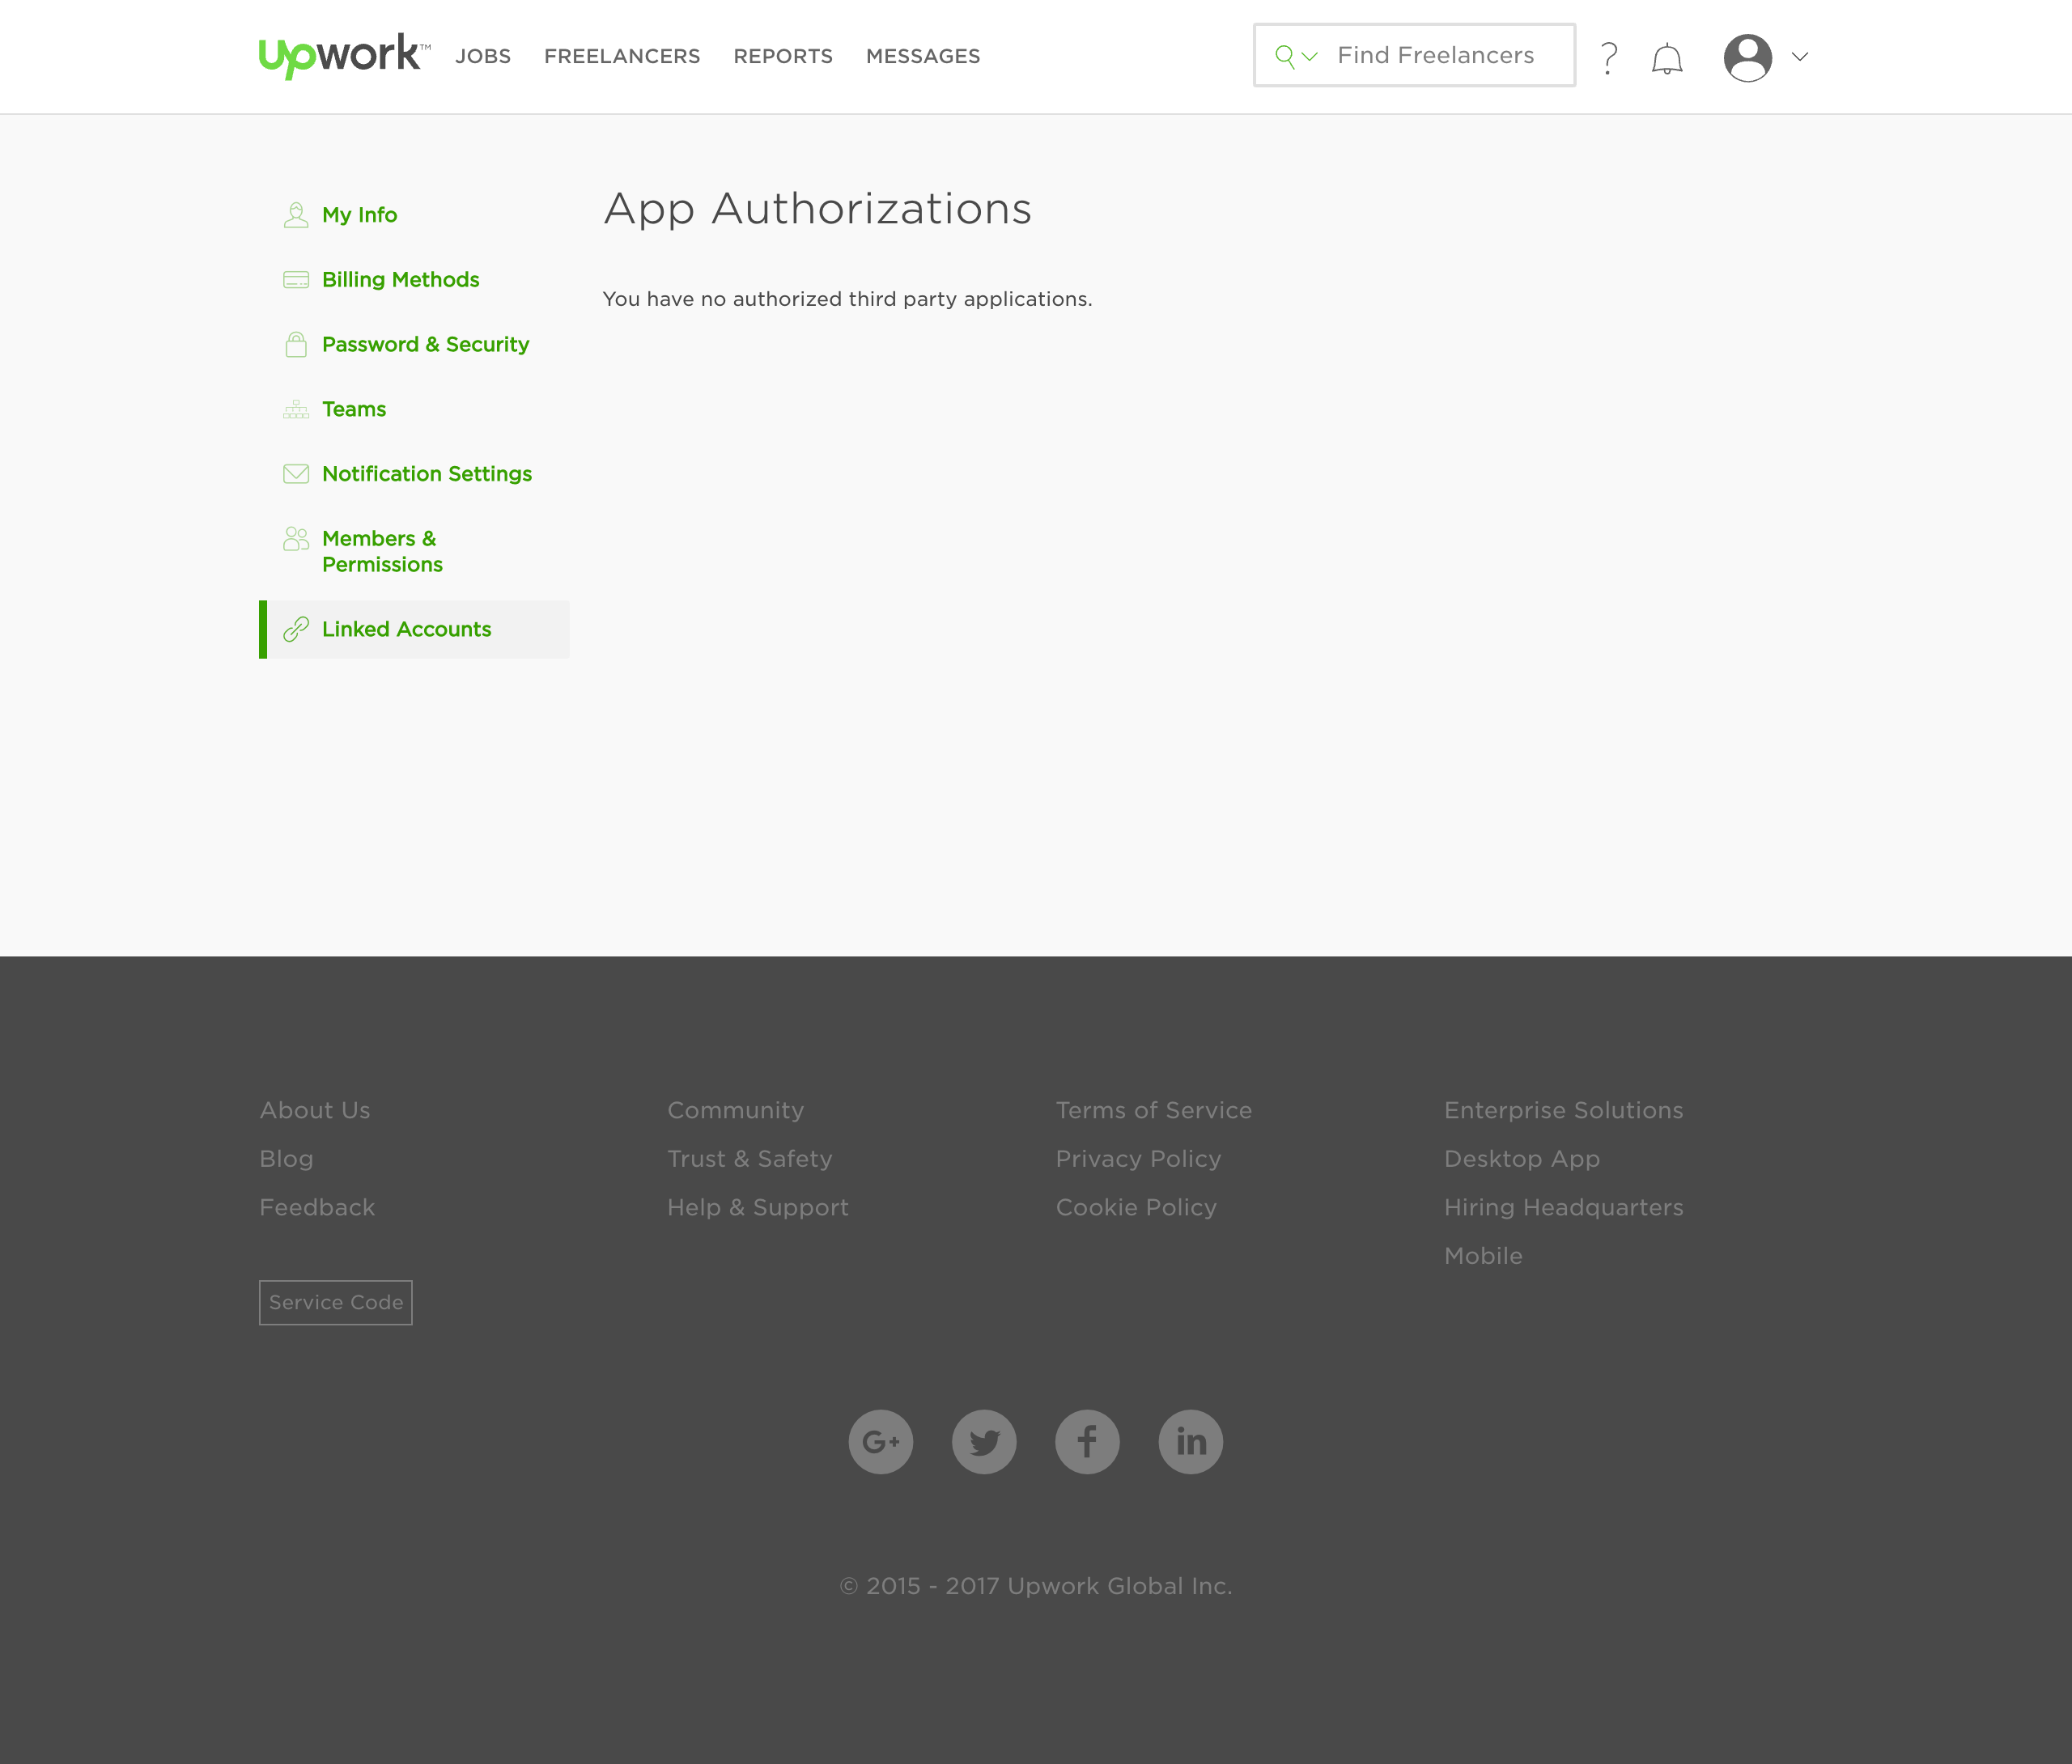 upwork™ JOBS FREELANCERS REPORTS MESSAGES Find Freelancers
My Info
Billing Methods
Password & Security
Teams
Notification Settings
Members &
Permissions
Linked Accounts
App Authorizations
You have no authorized third party applications.
About Us
Blog
Feedback
Service Code
Community
Trust & Safety
Help & Support
Terms of Service
Privacy Policy
Cookie Policy
Enterprise Solutions
Desktop App
Hiring Headquarters
Mobile
G+ f in
© 2015 - 2017 Upwork Global Inc.